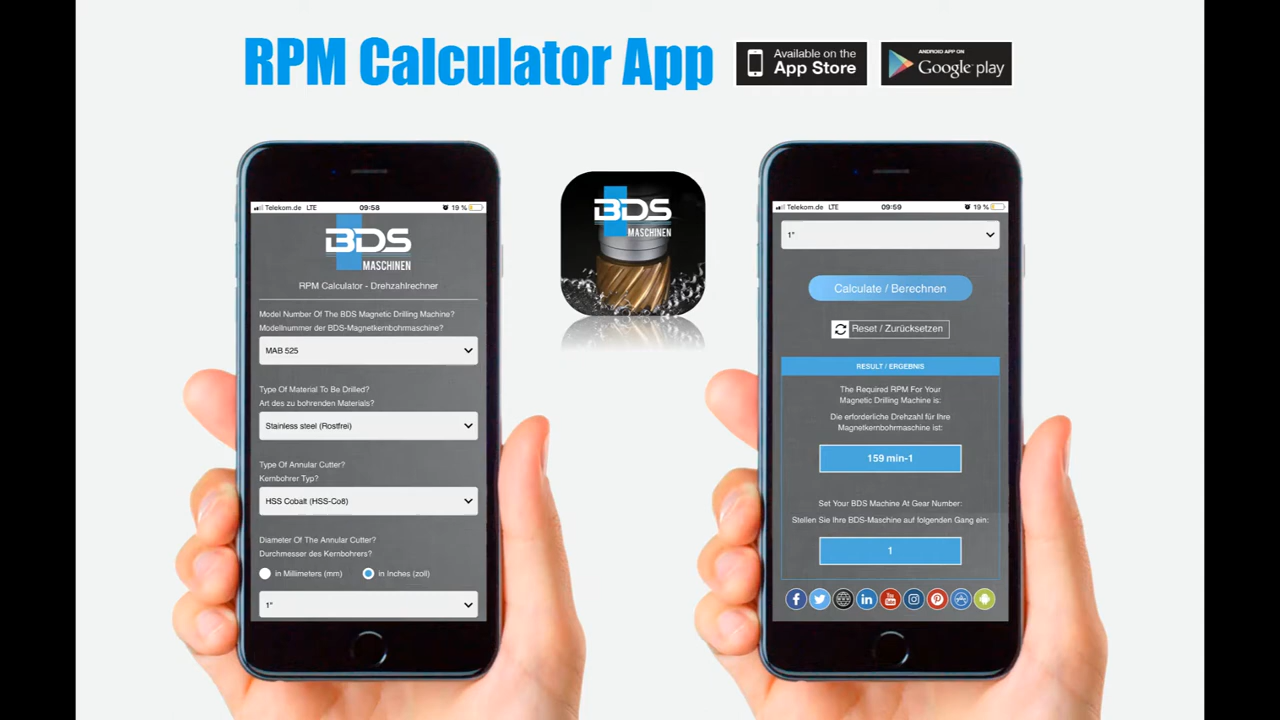 RPM Calculator App
Available on the
App Store
ANDROID APP ON
Google play
Telekom.de LTE
09:58
19 %
BDS
MASCHINEN
RPM Calculator - Drehzahlrechner
Model Number Of The BDS Magnetic Drilling Machine?
Modellnummer der BDS-Magnetkernbohrmaschine?
MAB 525
Type Of Material To Be Drilled?
Art des zu bohrenden Materials?
Stainless steel (Rostfrei)
Type Of Annular Cutter?
Kernbohrer Typ?
HSS Cobalt (HSS-Co8)
Diameter Of The Annular Cutter?
Durchmesser des Kernbohrers?
in Millimeters (mm)
in Inches (zoll)
1"
BDS
MASCHINEN
Telekom.de LTE
09:59
19 %
1"
Calculate / Berechnen
Reset / Zurücksetzen
RESULT / ERGEBNIS
The Required RPM For Your
Magnetic Drilling Machine is:
Die erforderliche Drehzahl für Ihre
Magnetkernbohrmaschine ist:
159 min-1
Set Your BDS Machine At Gear Number:
Stellen Sie Ihre BDS-Maschine auf folgenden Gang ein:
1